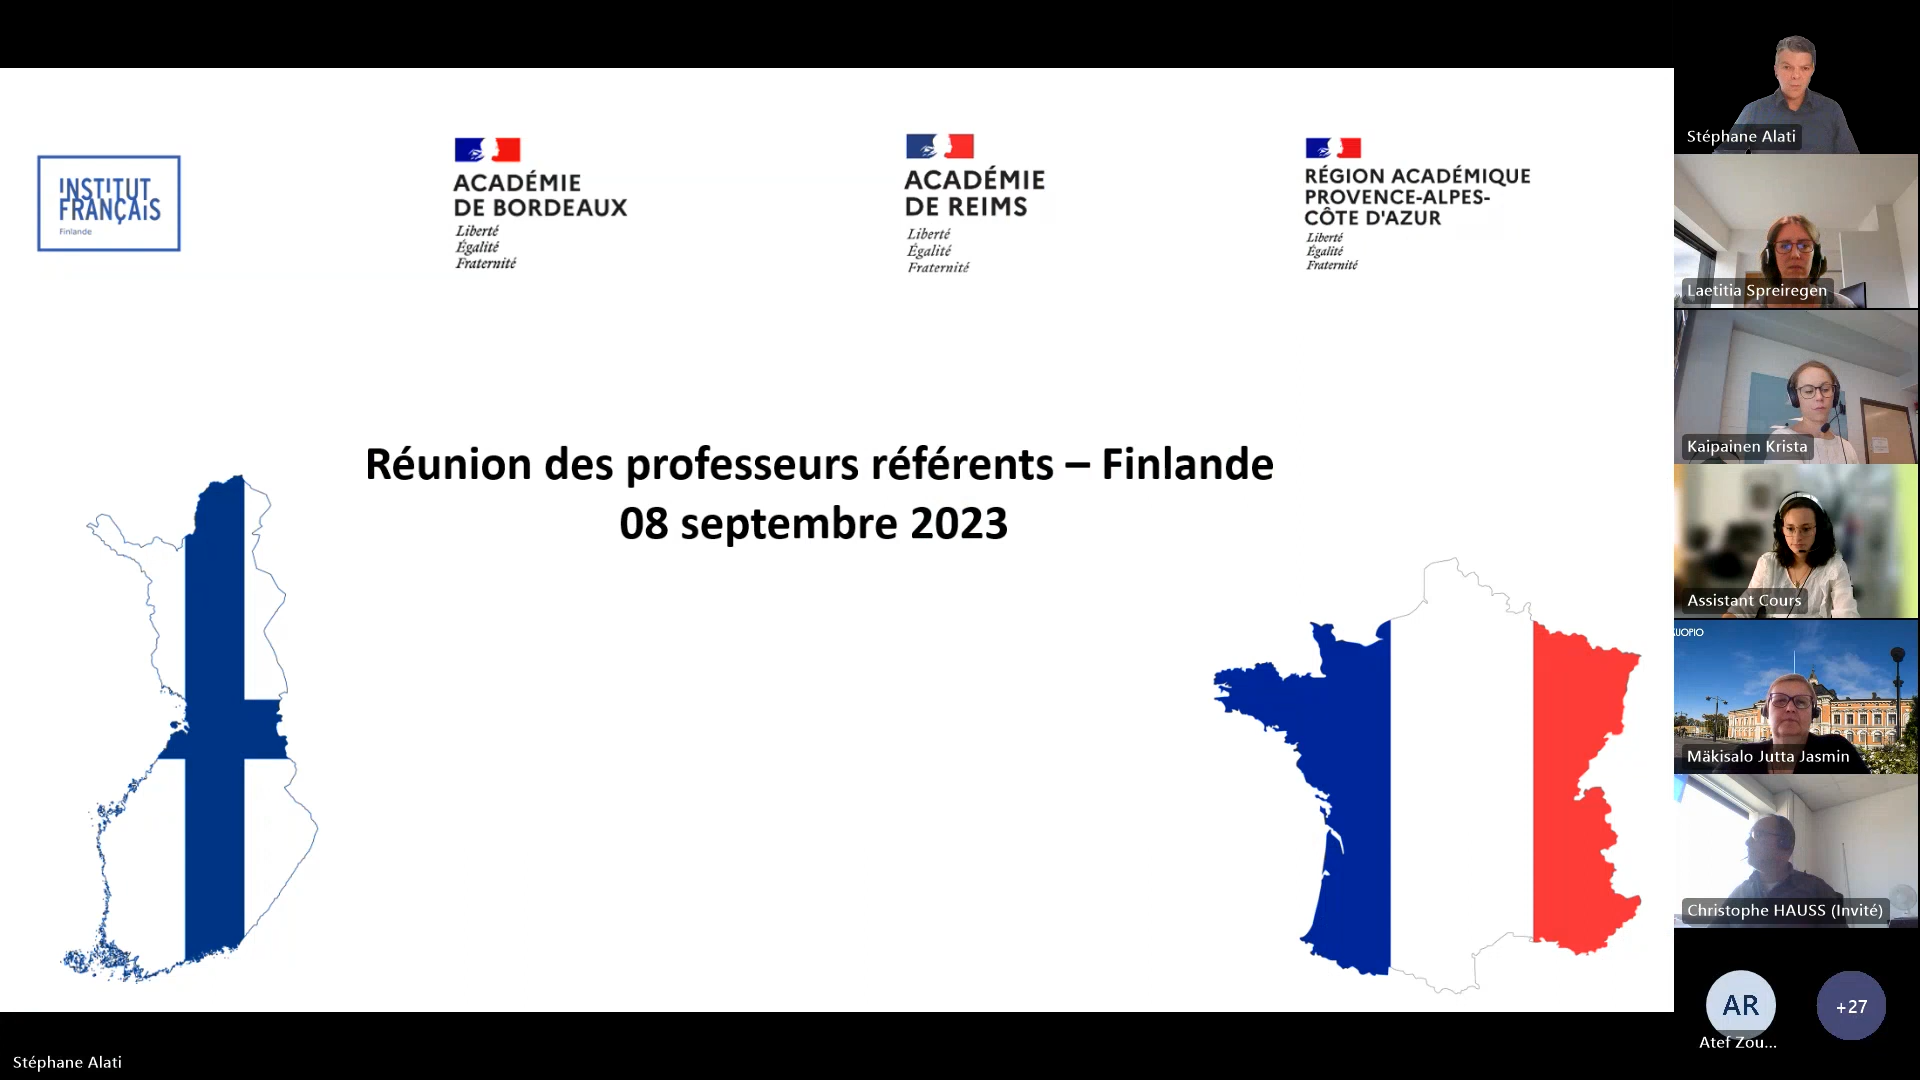 INSTITUT
FRANÇAIS
Finlande
ACADÉMIE
DE BORDEAUX
Liberté
Égalité
Fraternité
ACADÉMIE
DE REIMS
Liberté
Égalité
Fraternité
RÉGION ACADÉMIQUE
PROVENCE-ALPES-
CÔTE D'AZUR
Liberté
Égalité
Fraternité
Réunion des professeurs référents – Finlande
08 septembre 2023
Stéphane Alati
Laetitia Spreiregen
Kaipainen Krista
Assistant Cours
KUOPIO
Mäkisalo Jutta Jasmin
Christophe HAUSS (Invité)
AR
Atef Zou...
+27
Stéphane Alati